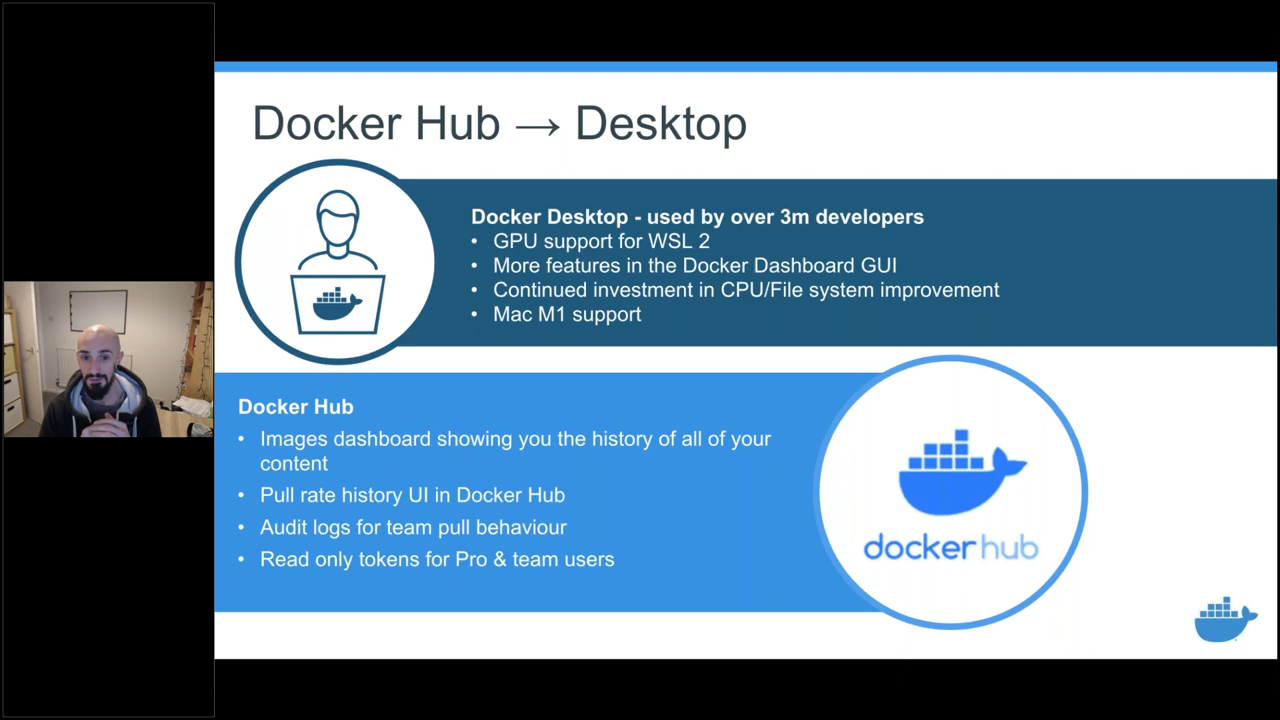 Docker Hub → Desktop
Docker Desktop - used by over 3m developers
• GPU support for WSL 2
• More features in the Docker Dashboard GUI
• Continued investment in CPU/File system improvement
• Mac M1 support
Docker Hub
• Images dashboard showing you the history of all of your
content
• Pull rate history UI in Docker Hub
• Audit logs for team pull behaviour
• Read only tokens for Pro & team users
dockerhub